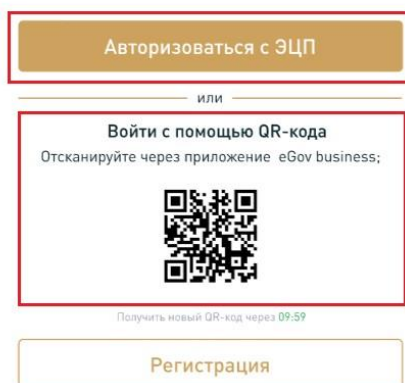 Авторизоваться с ЭЦП
или
Войти с помощью QR-кода
Отсканируйте через приложение eGov business;
Получить новый QR-код через 09:59
Регистрация